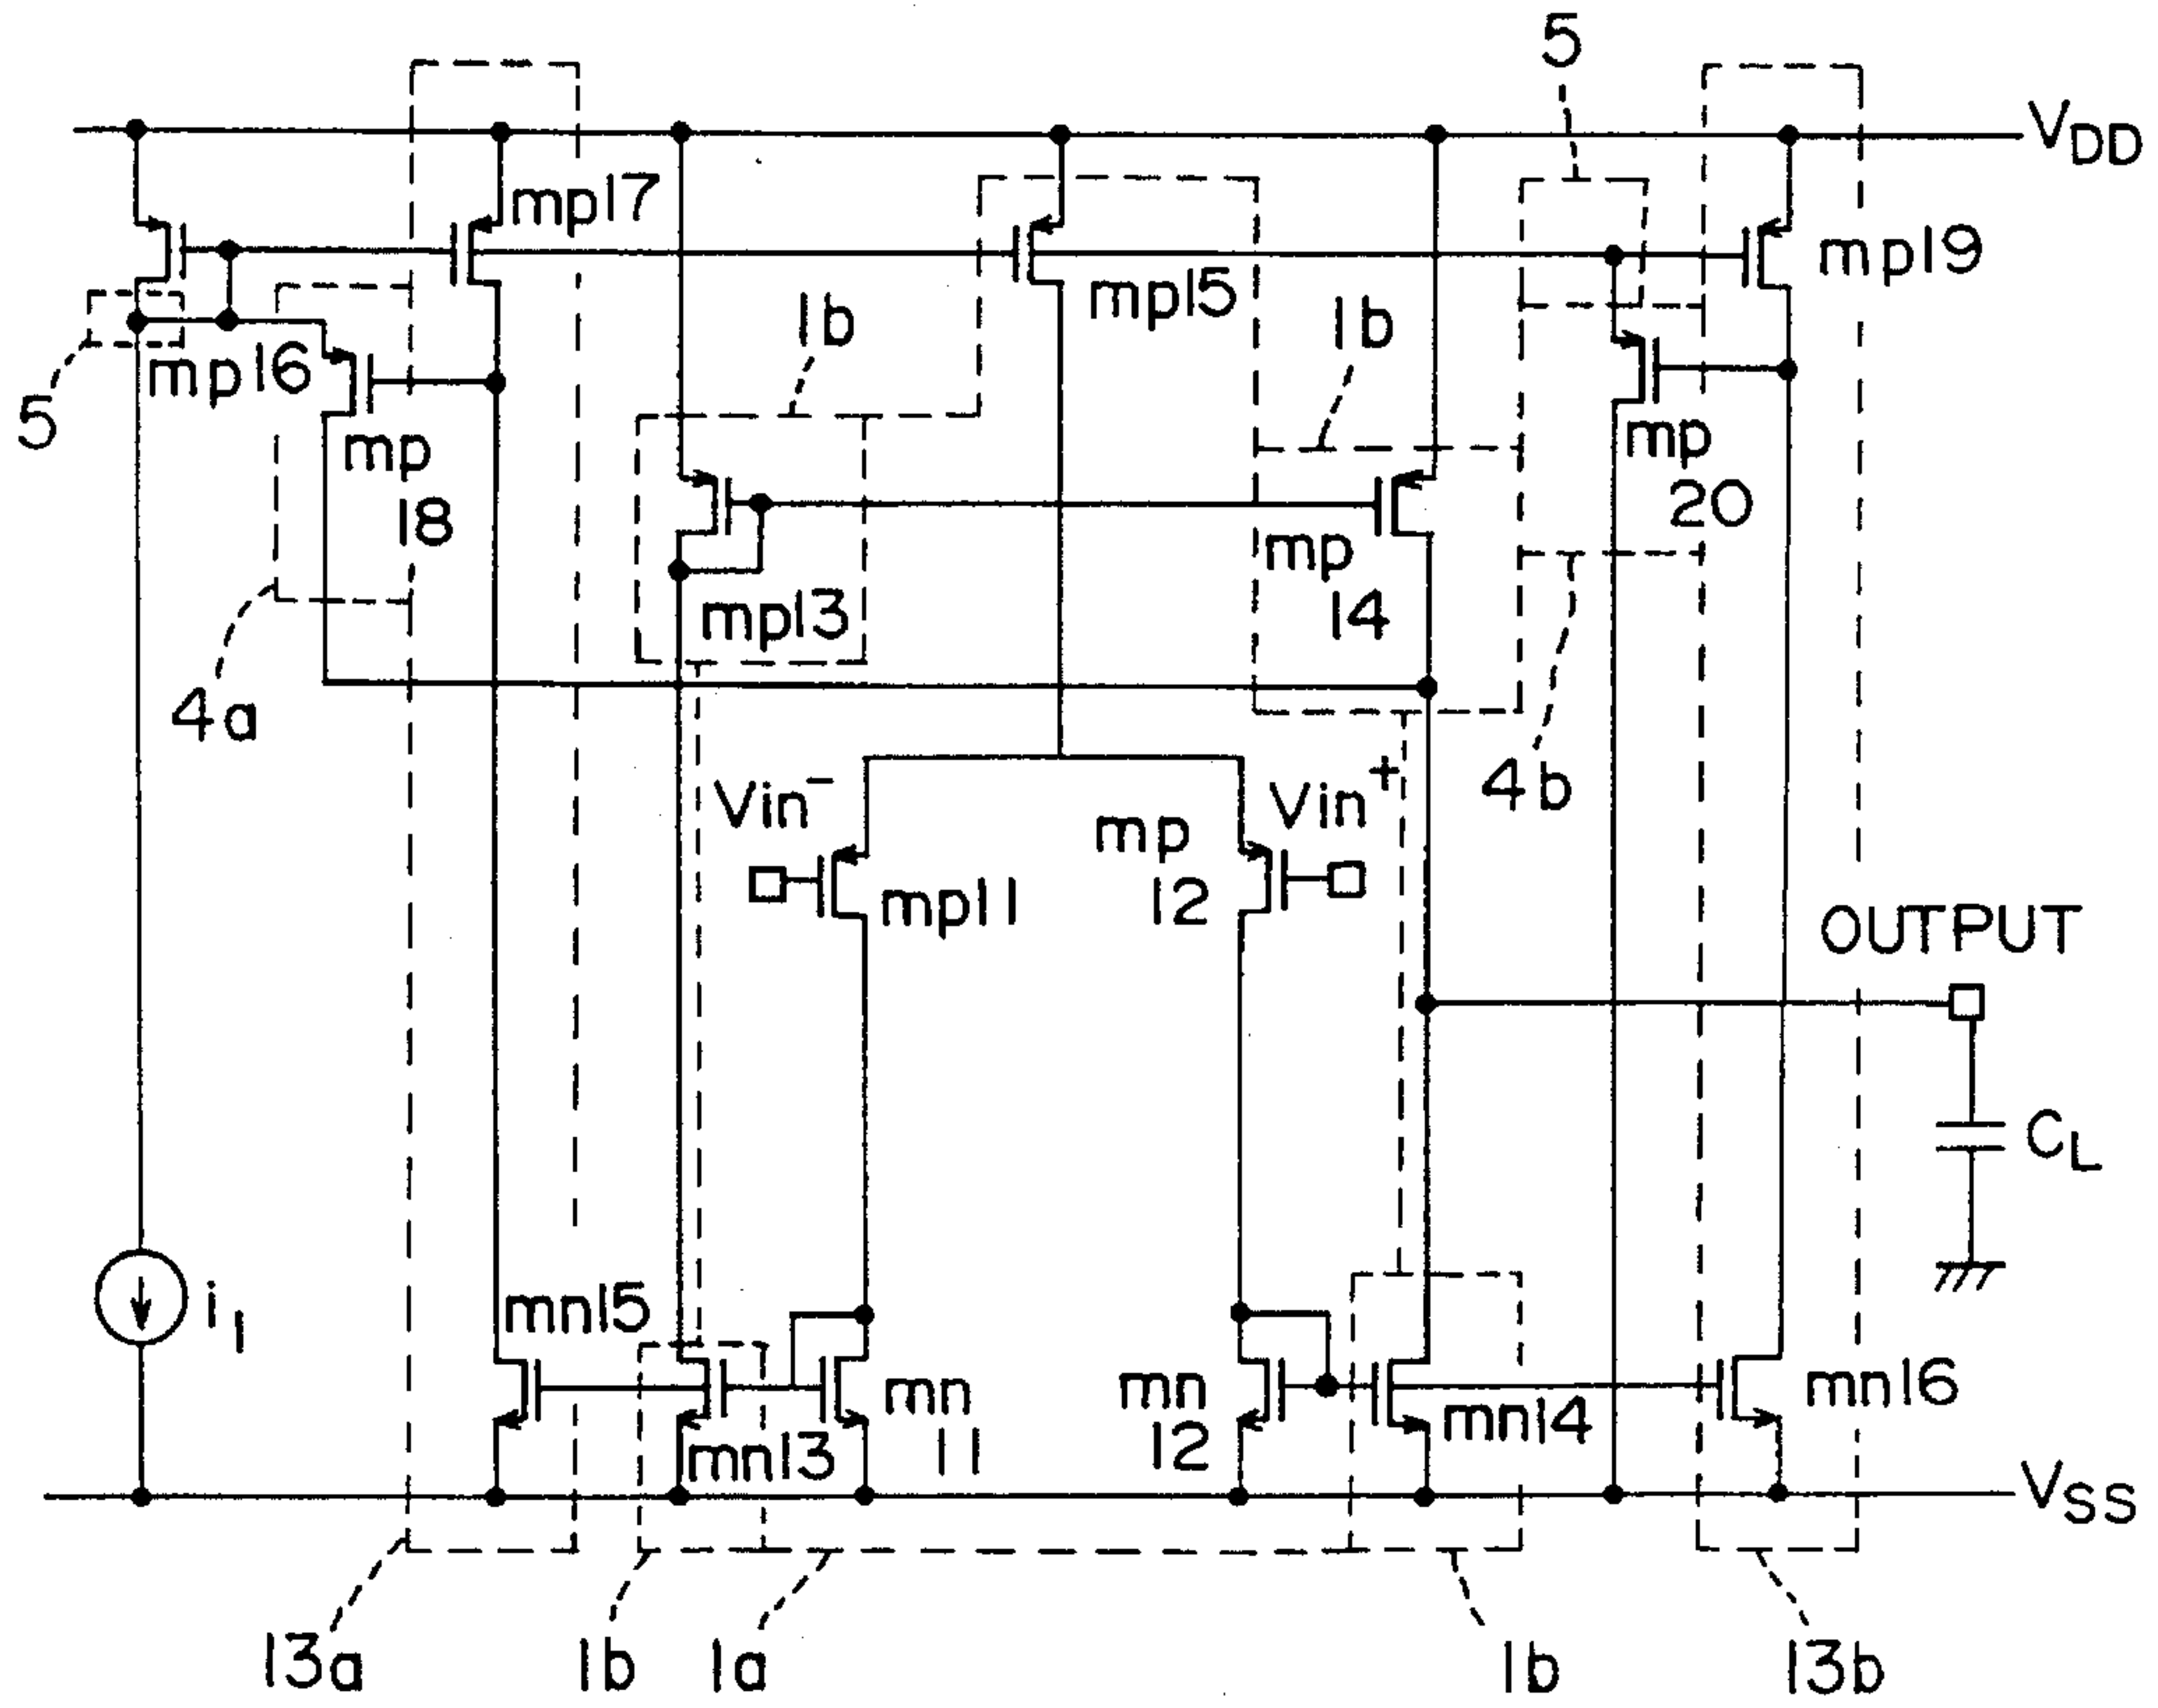 5
V_DD
mp17
mp19
mp15
1b
1b
mp16
5
mp
18
mp
20
mp
14
mp13
4a
4b
Vin⁻
Vin⁺
mp
12
mp11
OUTPUT
C_L
i_1
mn15
mn
11
mn
12
mn14
mn16
mn13
V_SS
13a
1b
1a
1b
13b